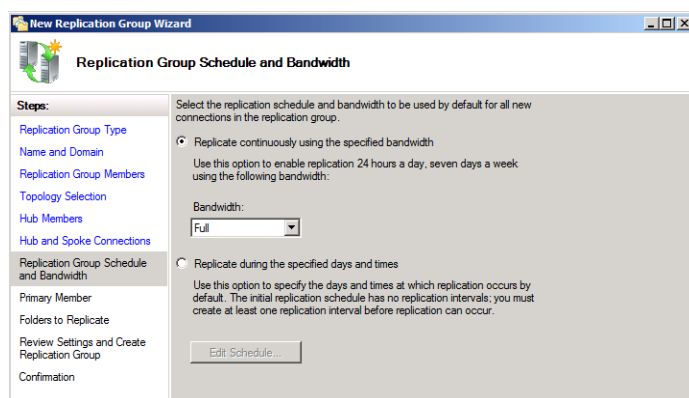 New Replication Group Wizard
Replication Group Schedule and Bandwidth
Steps:
Replication Group Type
Name and Domain
Replication Group Members
Topology Selection
Hub Members
Hub and Spoke Connections
Replication Group Schedule
and Bandwidth
Primary Member
Folders to Replicate
Review Settings and Create
Replication Group
Confirmation
Select the replication schedule and bandwidth to be used by default for all new
connections in the replication group.
Replicate continuously using the specified bandwidth
Use this option to enable replication 24 hours a day, seven days a week
using the following bandwidth:
Bandwidth:
Full
Replicate during the specified days and times
Use this option to specify the days and times at which replication occurs by
default. The initial replication schedule has no replication intervals; you must
create at least one replication interval before replication can occur.
Edit Schedule...